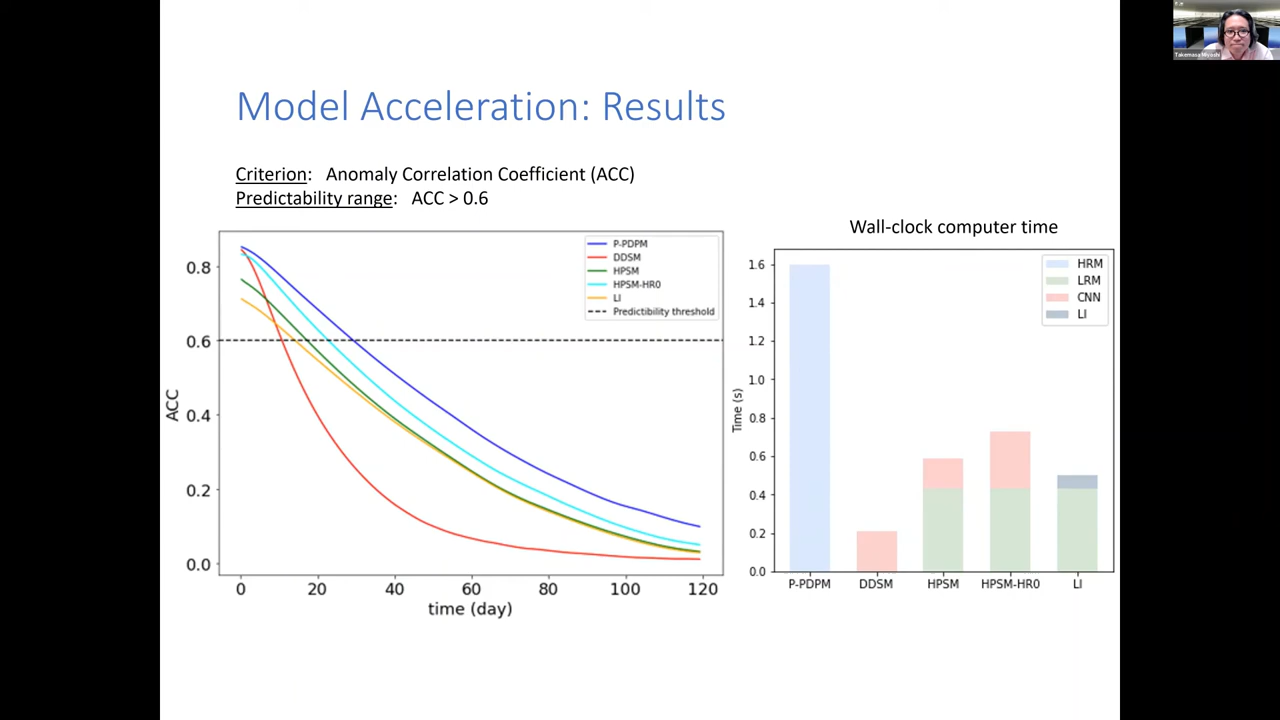 Takemasa Miyoshi
Model Acceleration: Results
Criterion: Anomaly Correlation Coefficient (ACC)
Predictability range: ACC > 0.6
P-PDPM
DDSM
HPSM
HPSM-HR0
LI
Predictibility threshold
0.8
0.6
0.4
0.2
0.0
ACC
0 20 40 60 80 100 120
time (day)
Wall-clock computer time
HRM
LRM
CNN
LI
1.6
1.4
1.2
1.0
0.8
0.6
0.4
0.2
0.0
Time (s)
P-PDPM DDSM HPSM HPSM-HR0 LI